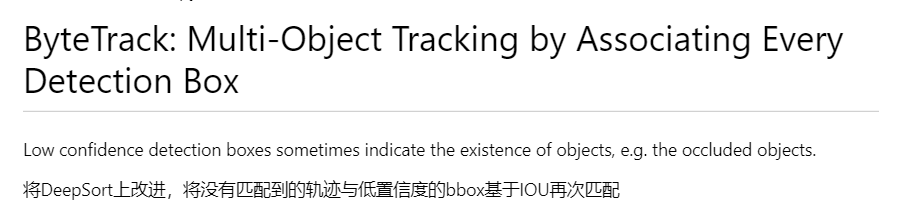 ByteTrack: Multi-Object Tracking by Associating Every
Detection Box
Low confidence detection boxes sometimes indicate the existence of objects, e.g. the occluded objects.
将DeepSort上改进，将没有匹配到的轨迹与低置信度的bbox基于IOU再次匹配